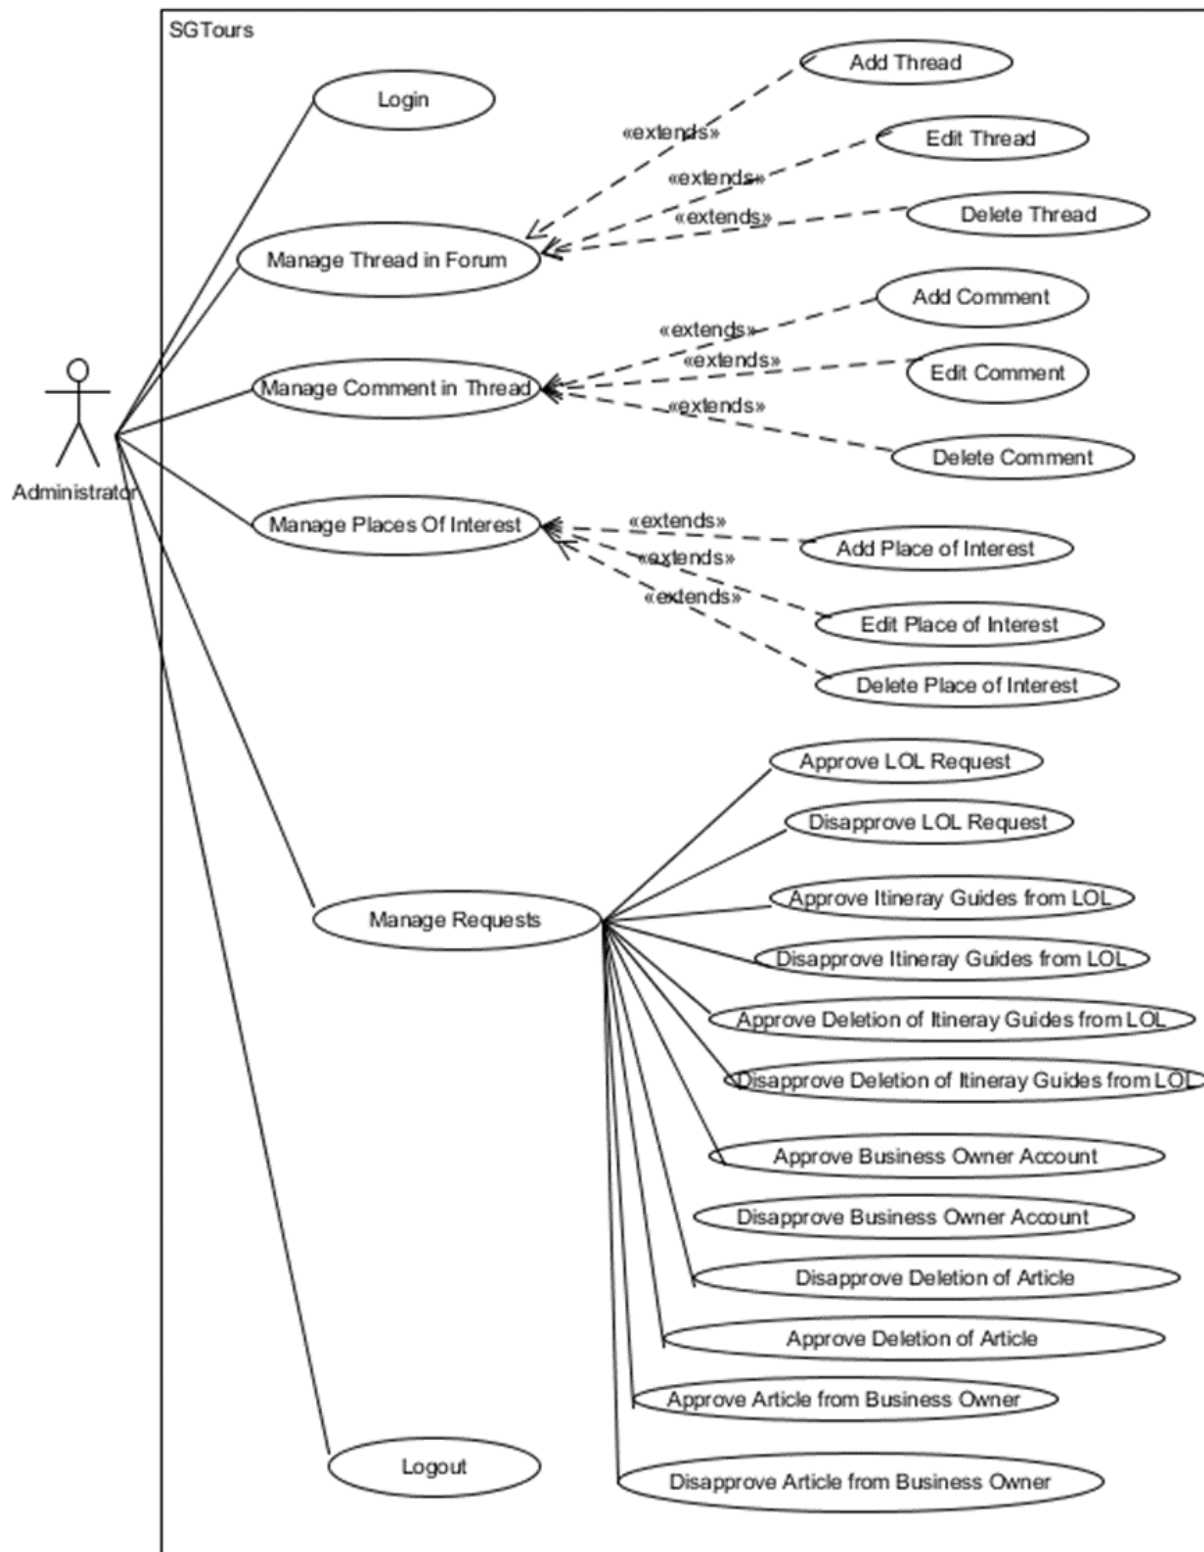 SGTours
Login
Add Thread
«extends»
Edit Thread
«extends»
Delete Thread
«extends»
Manage Thread in Forum
Add Comment
«extends»
Edit Comment
«extends»
Manage Comment in Thread
«extends»
Delete Comment
Administrator
Manage Places Of Interest
«extends»
Add Place of Interest
«extends»
Edit Place of Interest
«extends»
Delete Place of Interest
Approve LOL Request
Disapprove LOL Request
Approve Itineray Guides from LOL
Manage Requests
Disapprove Itineray Guides from LOL
Approve Deletion of Itineray Guides from LOL
Disapprove Deletion of Itineray Guides from LOL
Approve Business Owner Account
Disapprove Business Owner Account
Disapprove Deletion of Article
Approve Deletion of Article
Approve Article from Business Owner
Logout
Disapprove Article from Business Owner